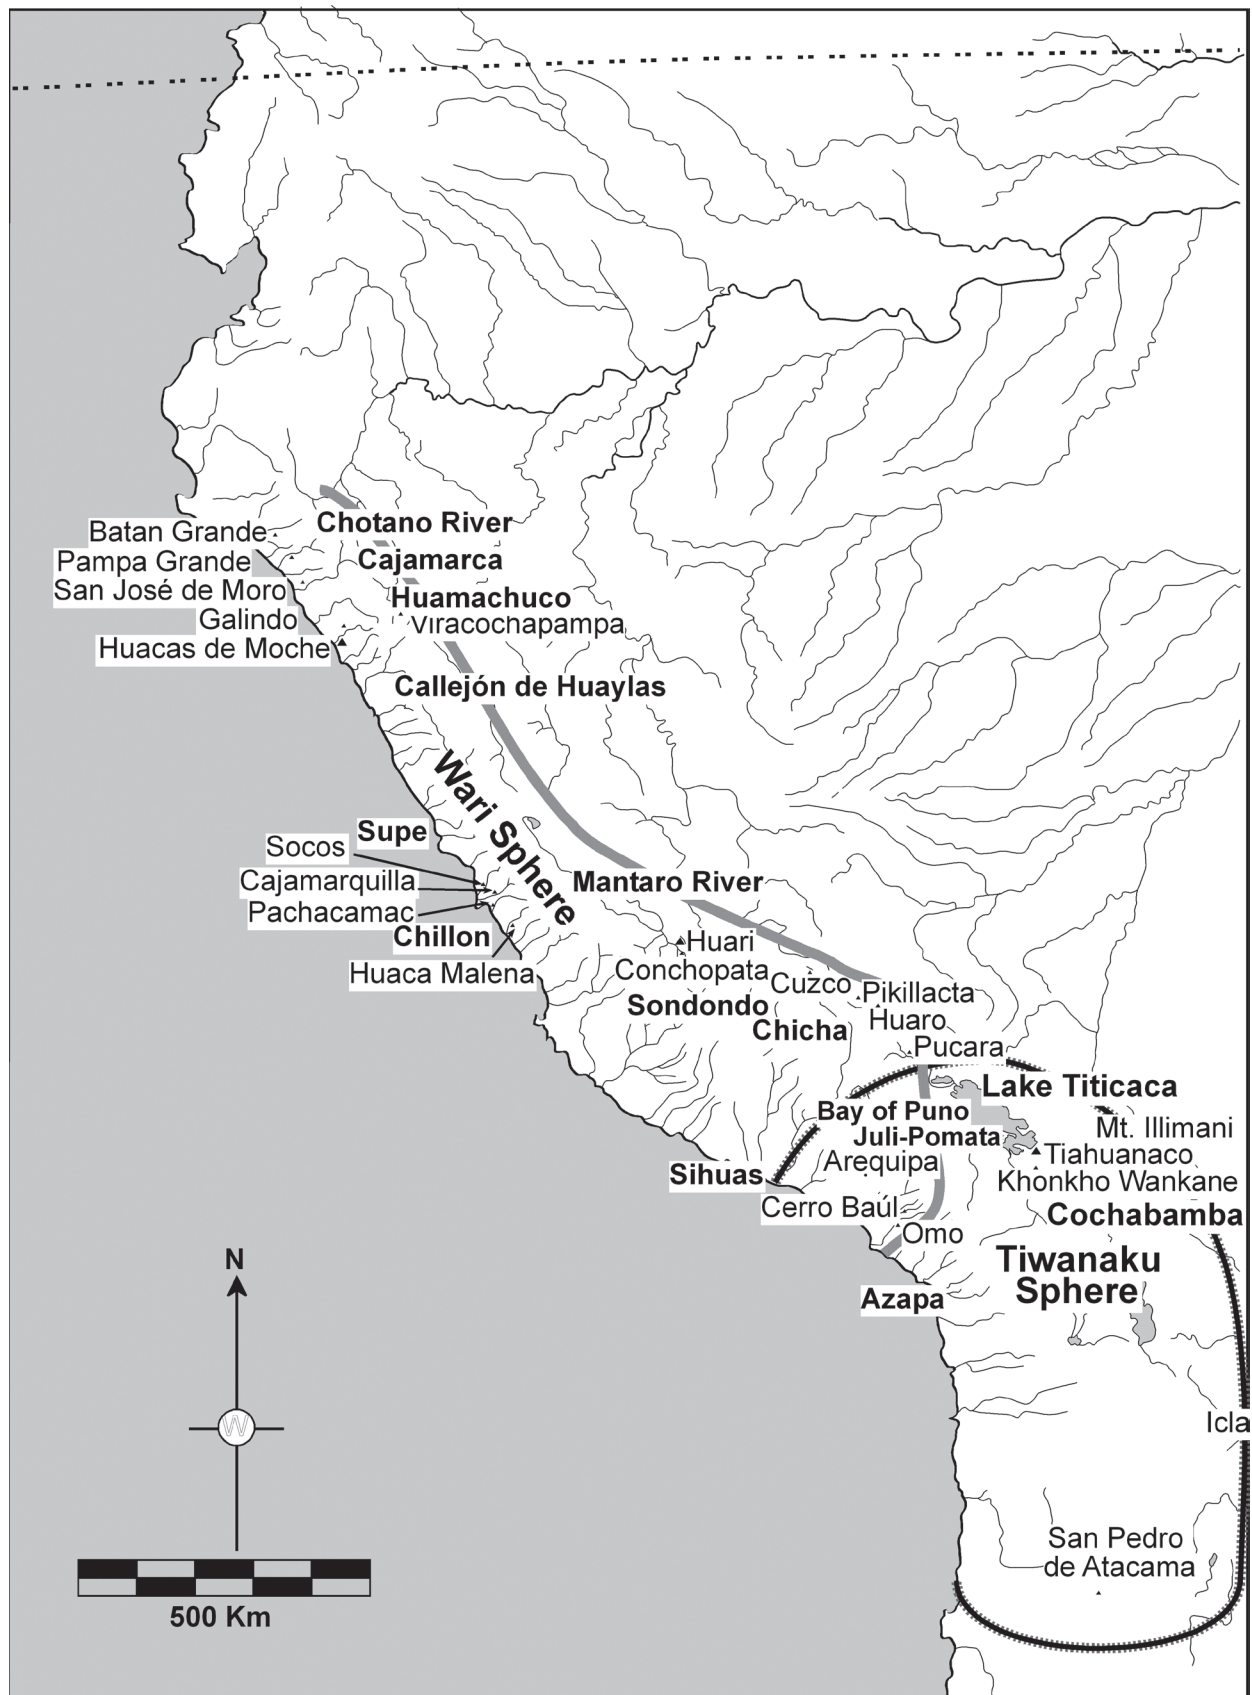 Batan Grande
Chotano River
Pampa Grande
Cajamarca
San José de Moro
Huamachuco
Galindo
Viracochapampa
Huacas de Moche
Callejón de Huaylas
Wari Sphere
Supe
Socos
Cajamarquilla
Mantaro River
Pachacamac
Chillon
Huari
Huaca Malena
Conchopata
Cuzco
Pikillacta
Sondondo
Huaro
Chicha
Pucara
Lake Titicaca
Bay of Puno
Mt. Illimani
Juli-Pomata
Tiahuanaco
Arequipa
Sihuas
Khonkho Wankane
Cerro Baúl
Cochabamba
Omo
Tiwanaku
Sphere
Azapa
N
W
Icla
San Pedro
de Atacama
500 Km